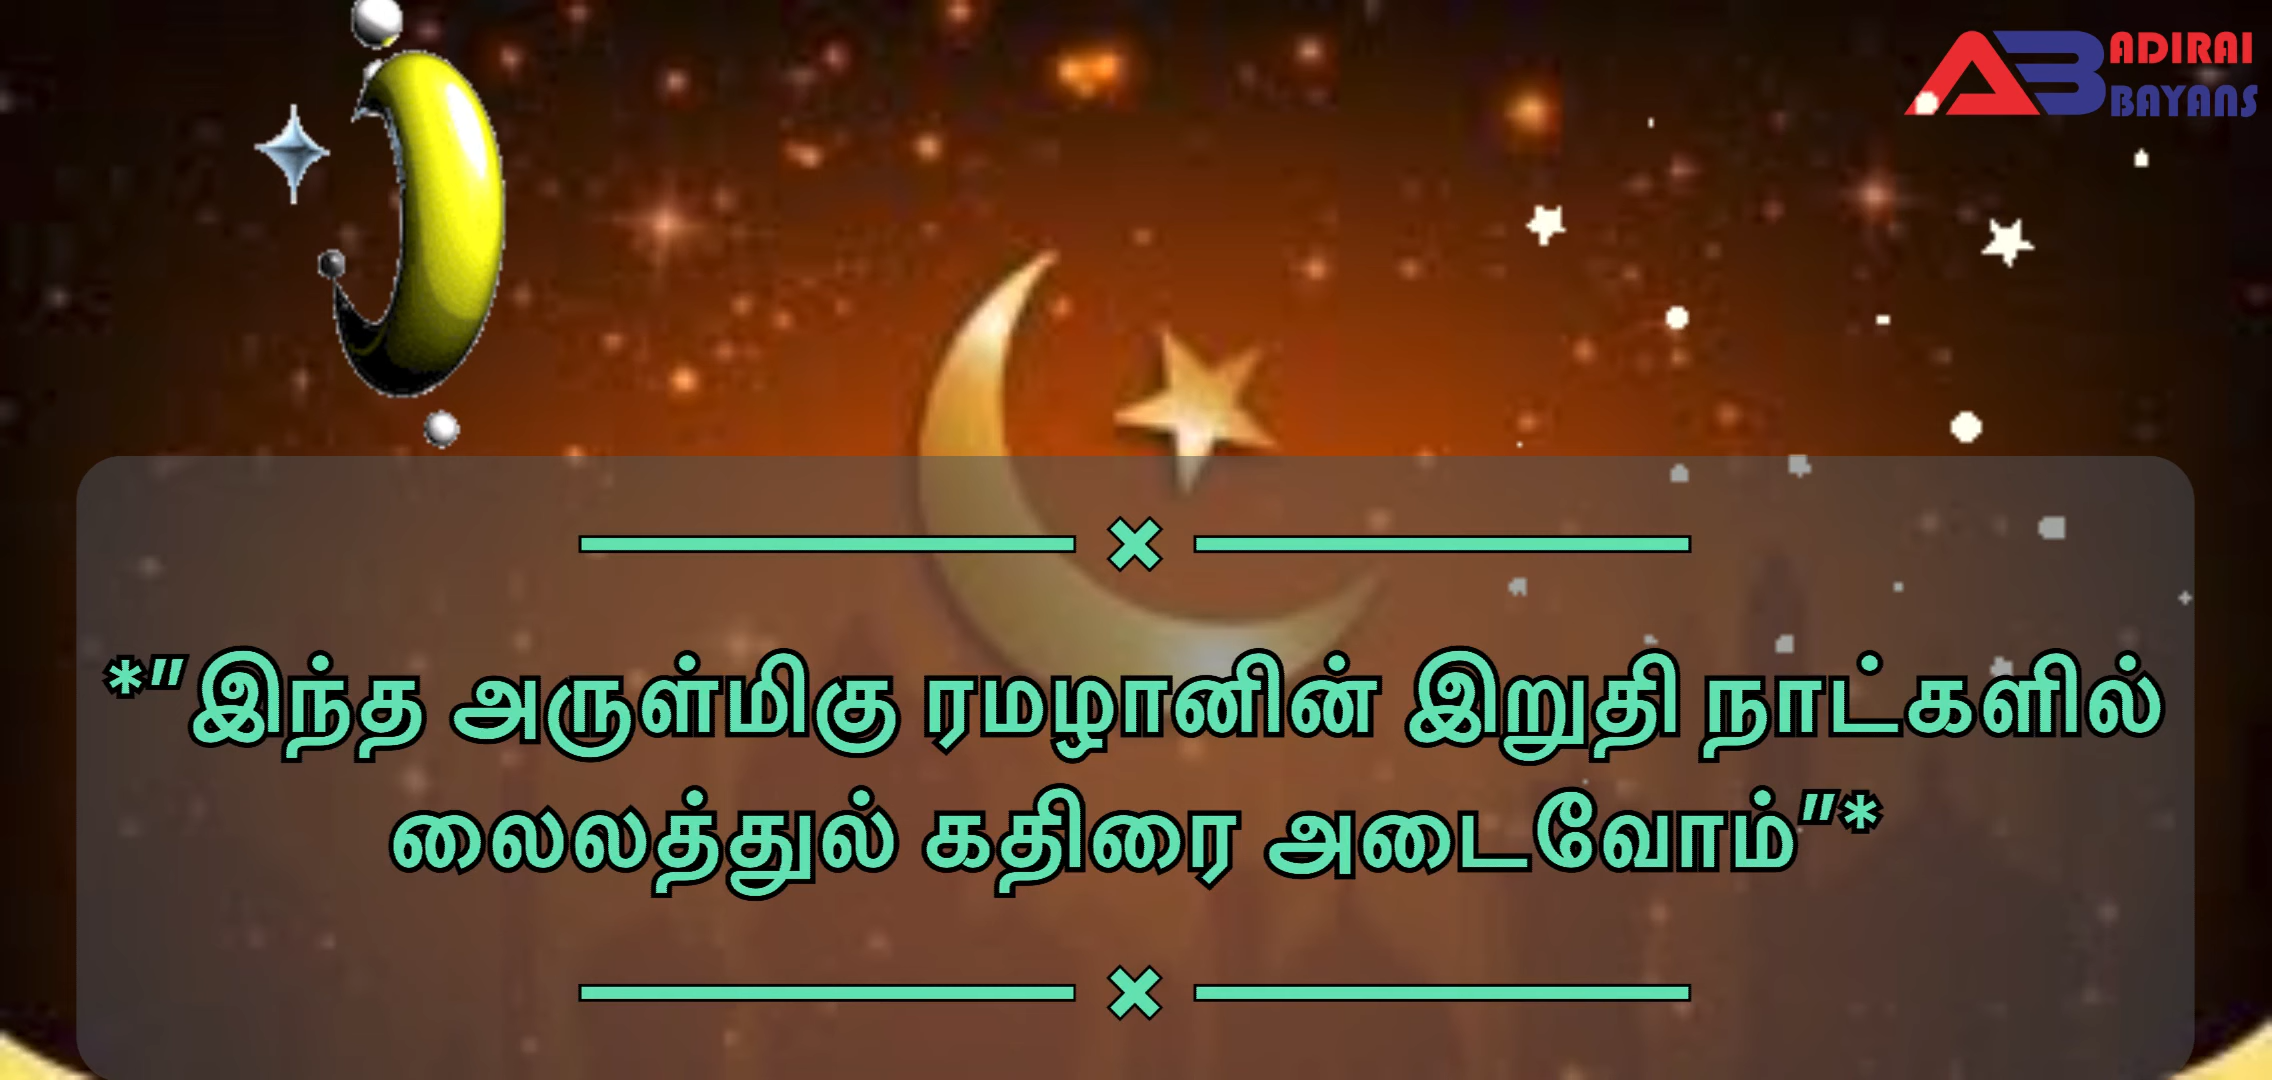 ADIRAI
BAYANS
*"இந்த அருள்மிகு ரமழானின் இறுதி நாட்களில்
லைலத்துல் கதிரை அடைவோம்"*